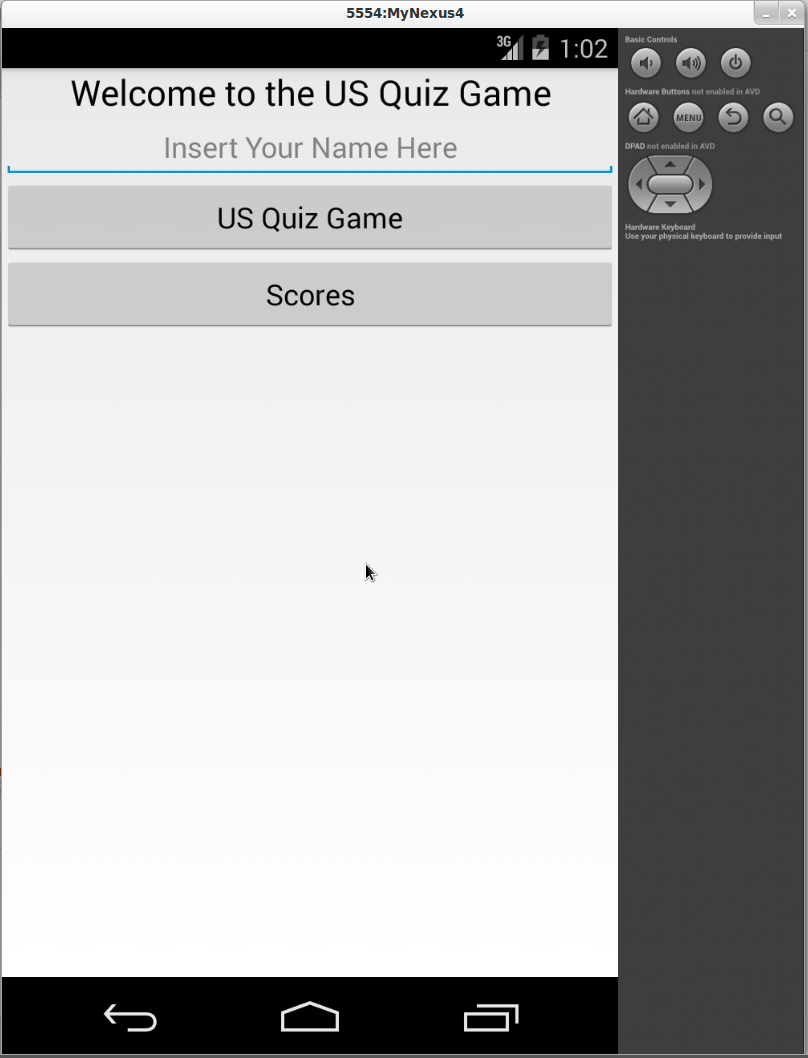 5554:MyNexus4
3G 1:02
Welcome to the US Quiz Game
Insert Your Name Here
US Quiz Game
Scores
Basic Controls
Hardware Buttons not enabled in AVD
MENU
DPAD not enabled in AVD
Hardware Keyboard
Use your physical keyboard to provide input